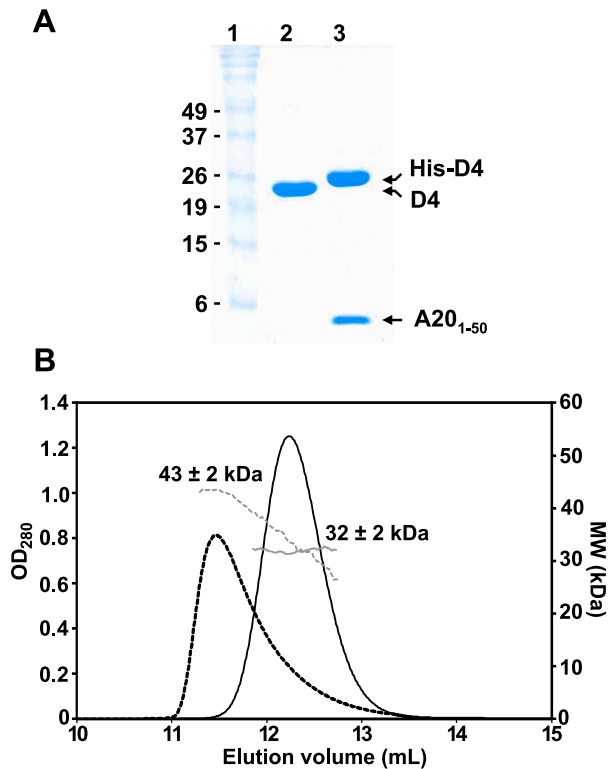 A
1 2 3
49 -
37 -
26 -
19 -
15 -
6 -
His-D4
D4
A20₁₋₅₀
B
1.4
1.2
1.0
0.8
0.6
0.4
0.2
0
OD₂₈₀
43 ± 2 kDa
32 ± 2 kDa
60
50
40
30
20
10
0
MW (kDa)
10 11 12 13 14 15
Elution volume (mL)